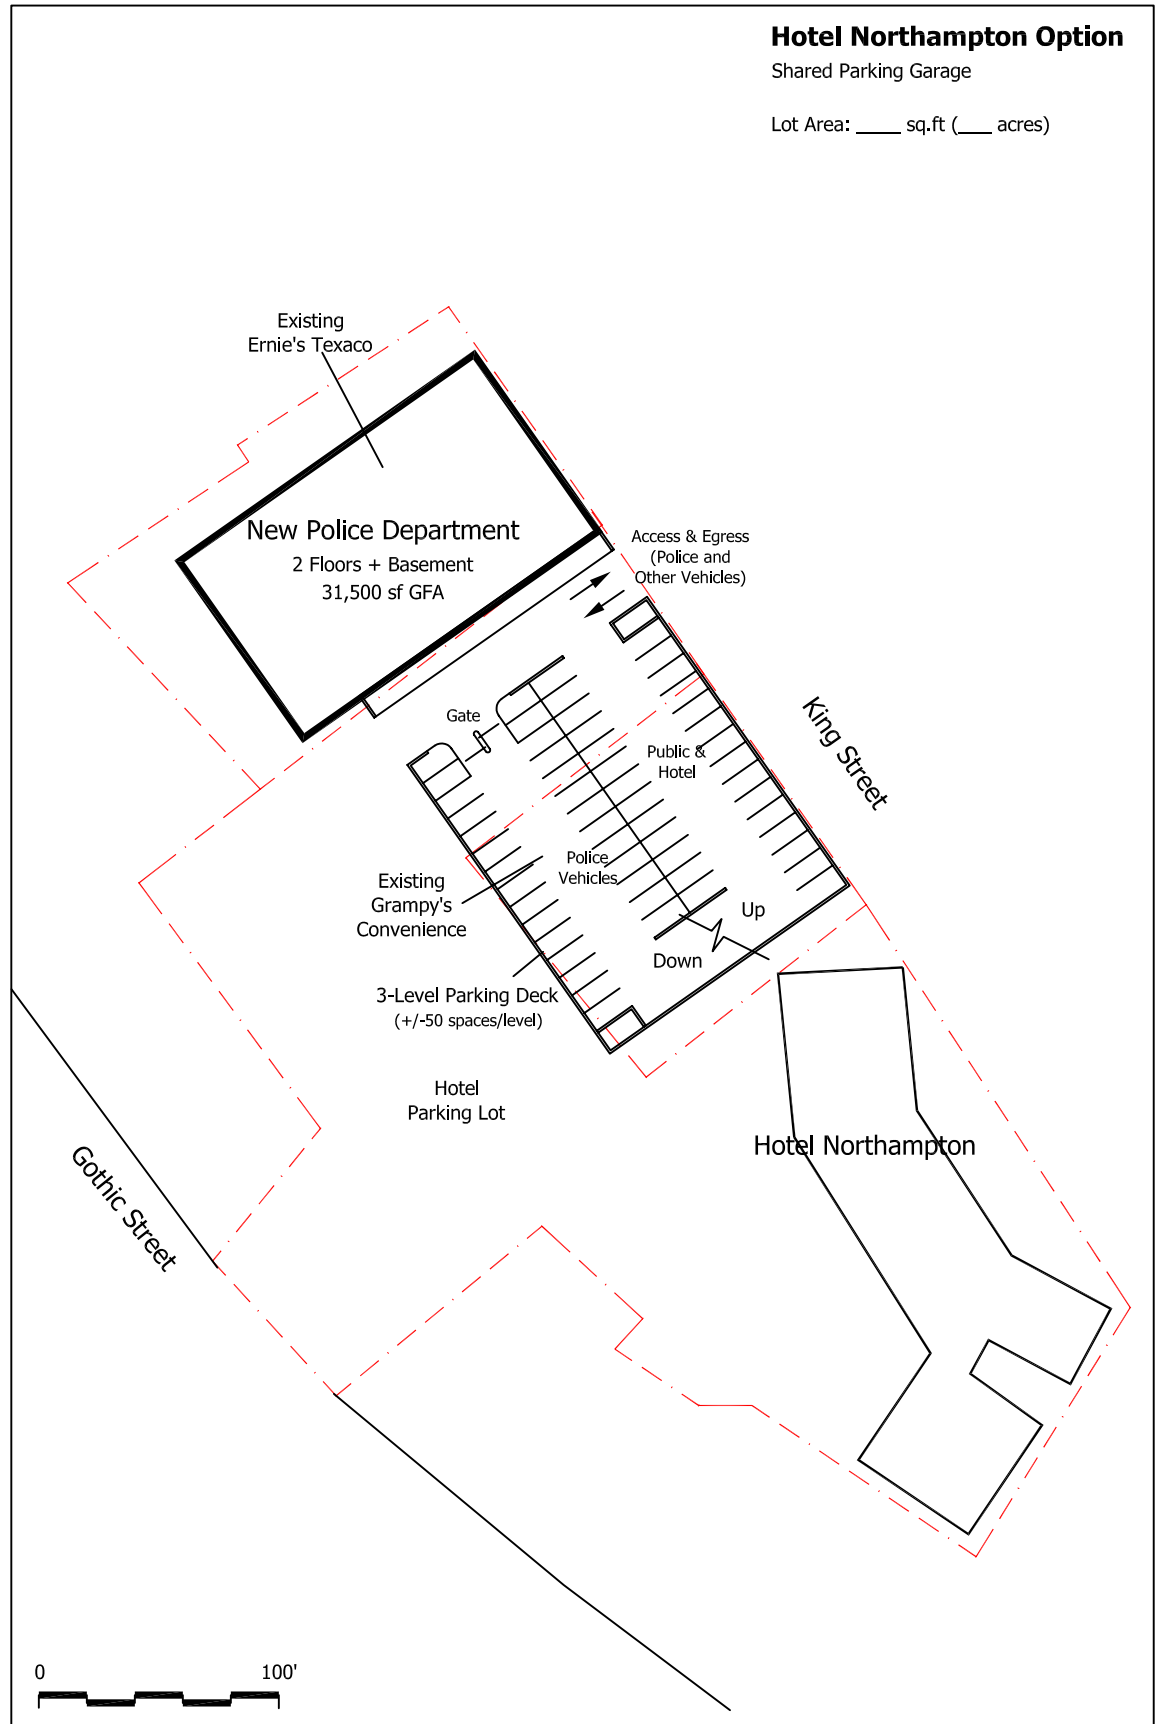 Hotel Northampton Option
Shared Parking Garage
Lot Area: ____ sq.ft (___ acres)
Existing
Ernie's Texaco
New Police Department
2 Floors + Basement
31,500 sf GFA
Access & Egress
(Police and
Other Vehicles)
Gate
King Street
Public &
Hotel
Police
Vehicles
Existing
Grampy's
Convenience
Up
Down
3-Level Parking Deck
(+/-50 spaces/level)
Hotel
Parking Lot
Hotel Northampton
Gothic Street
0 100'